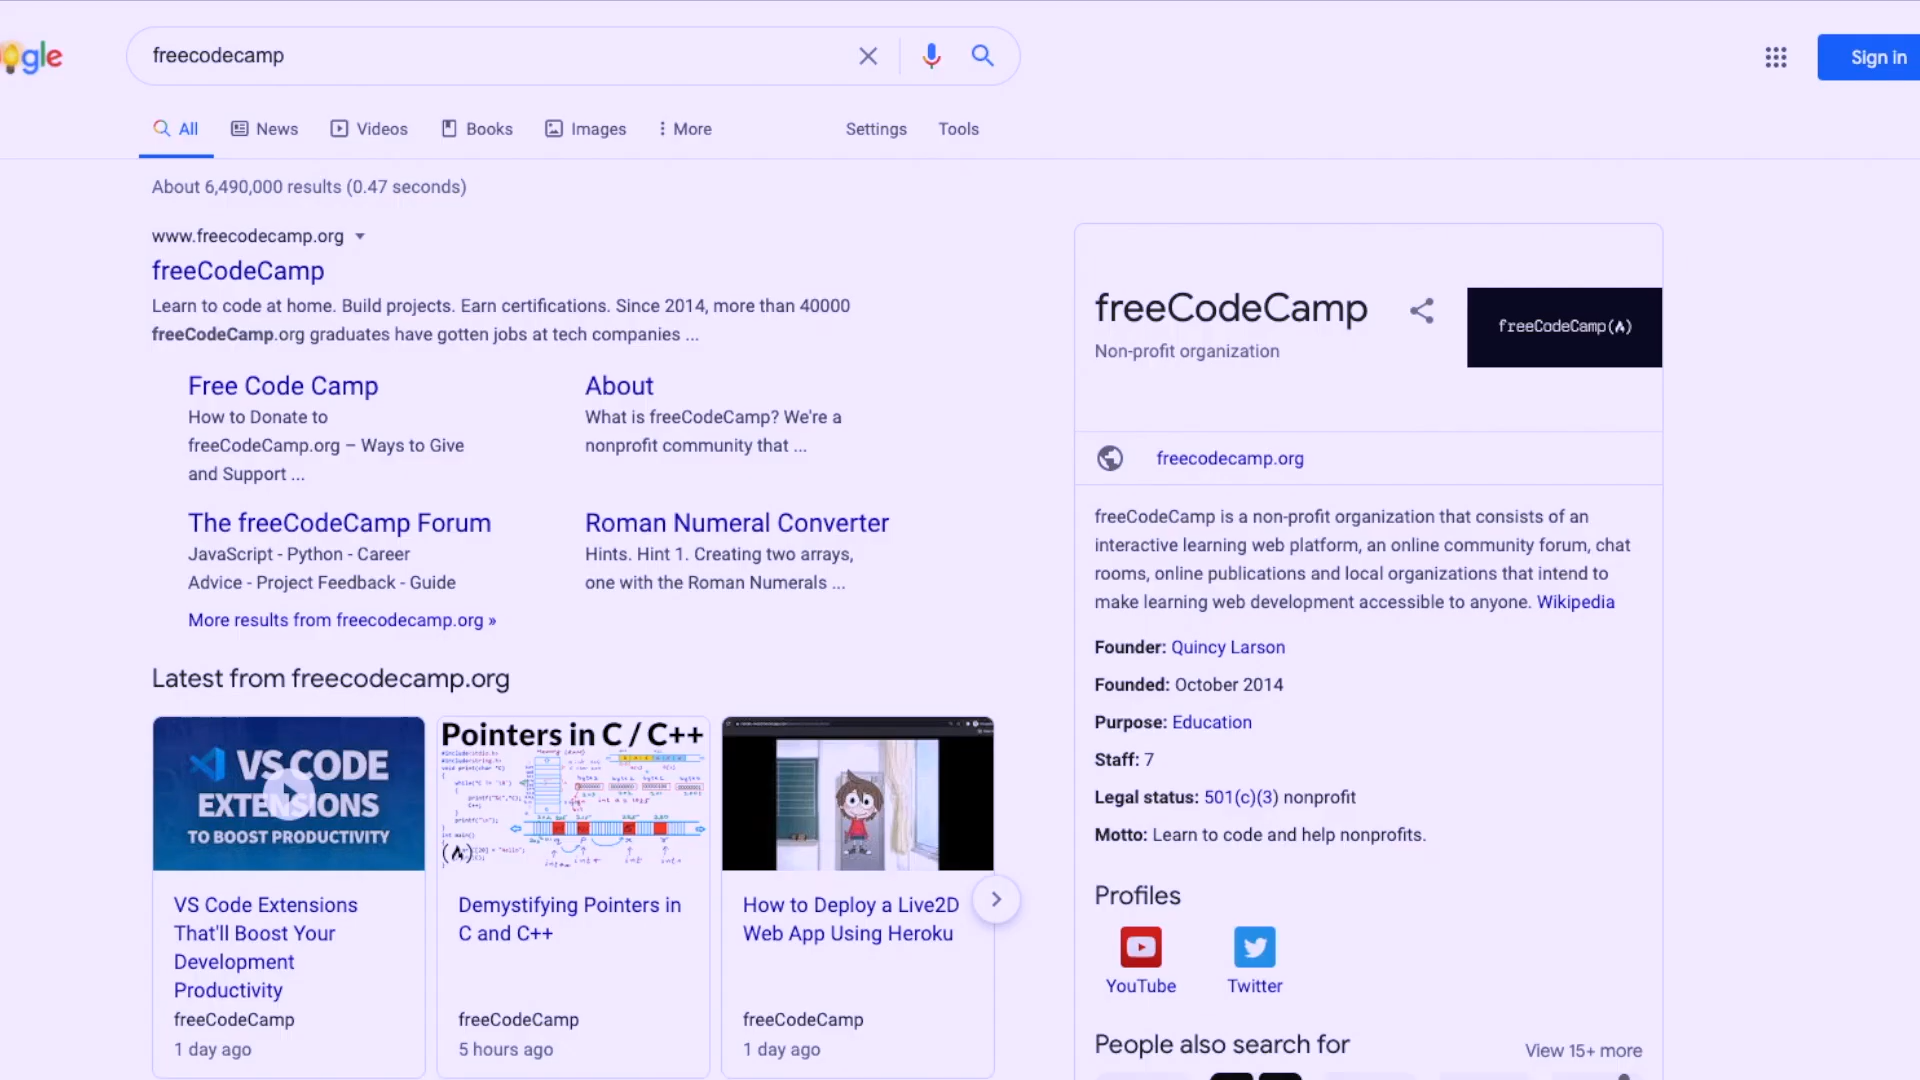 ogle
freecodecamp
Sign in
All
News
Videos
Books
Images
More
Settings
Tools
About 6,490,000 results (0.47 seconds)
www.freecodecamp.org
freeCodeCamp
Learn to code at home. Build projects. Earn certifications. Since 2014, more than 40000
freeCodeCamp.org graduates have gotten jobs at tech companies ...
Free Code Camp
How to Donate to
freeCodeCamp.org – Ways to Give
and Support ...
About
What is freeCodeCamp? We're a
nonprofit community that ...
The freeCodeCamp Forum
JavaScript - Python - Career
Advice - Project Feedback - Guide
Roman Numeral Converter
Hints. Hint 1. Creating two arrays,
one with the Roman Numerals ...
More results from freecodecamp.org »
Latest from freecodecamp.org
VS CODE
EXTENSIONS
TO BOOST PRODUCTIVITY
VS Code Extensions
That'll Boost Your
Development
Productivity
freeCodeCamp
1 day ago
Pointers in C / C++
Demystifying Pointers in
C and C++
freeCodeCamp
5 hours ago
How to Deploy a Live2D
Web App Using Heroku
freeCodeCamp
1 day ago
freeCodeCamp
Non-profit organization
freeCodeCamp
freecodecamp.org
freeCodeCamp is a non-profit organization that consists of an
interactive learning web platform, an online community forum, chat
rooms, online publications and local organizations that intend to
make learning web development accessible to anyone. Wikipedia
Founder: Quincy Larson
Founded: October 2014
Purpose: Education
Staff: 7
Legal status: 501(c)(3) nonprofit
Motto: Learn to code and help nonprofits.
Profiles
YouTube
Twitter
People also search for
View 15+ more